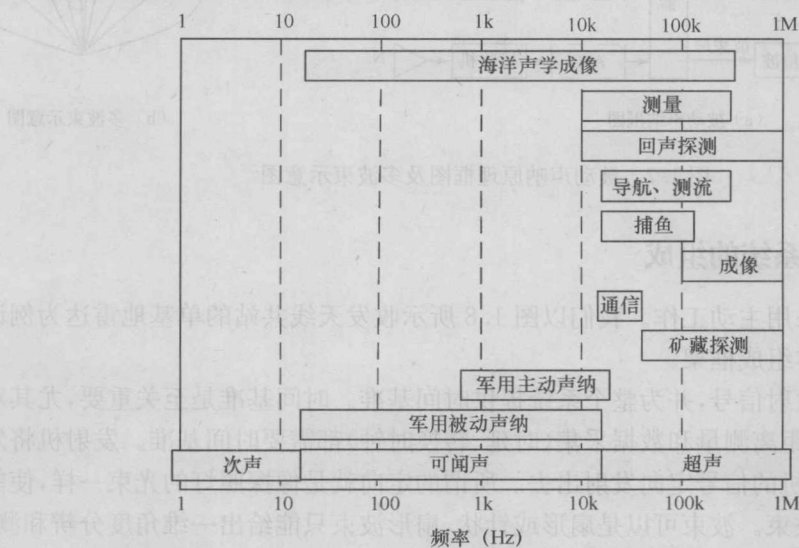 1 10 100 1k 10k 100k 1M
海洋声学成像
测量
回声探测
导航、测流
捕鱼
成像
通信
矿藏探测
军用主动声纳
军用被动声纳
次声 可闻声 超声
10 100 1k 10k 100k 1M
频率 (Hz)